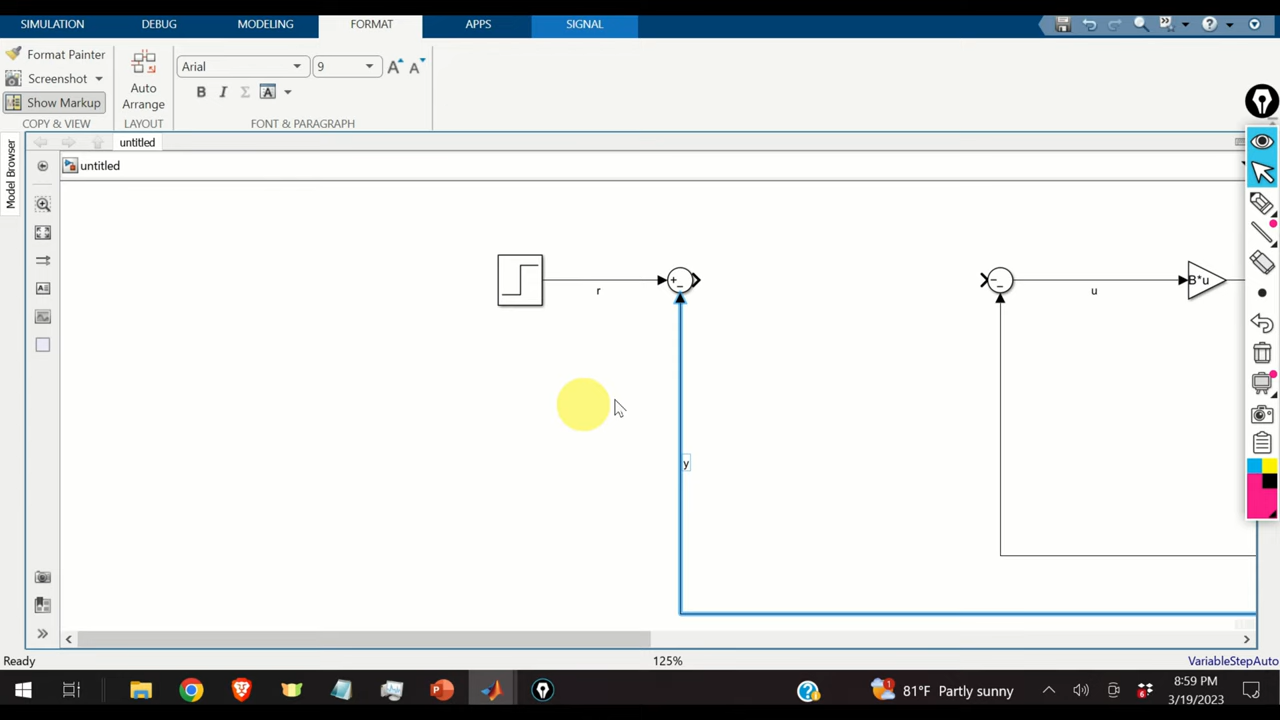 SIMULATION DEBUG MODELING FORMAT APPS SIGNAL
Format Painter
Screenshot
Show Markup
COPY & VIEW
Auto
Arrange
LAYOUT
Arial 9
B I Σ A
FONT & PARAGRAPH
untitled
untitled
Model Browser
r
+
−
−
−
u
B*u
y
Ready 125% VariableStepAuto
81°F Partly sunny
8:59 PM
3/19/2023